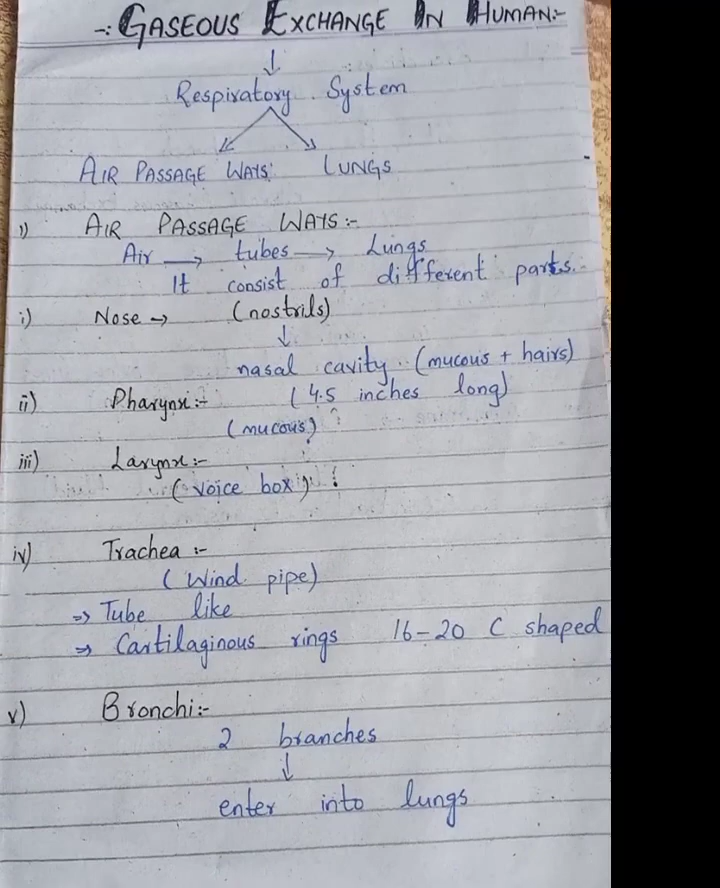 -: GASEOUS EXCHANGE IN HUMAN:-
↓
Respiratory System
AIR PASSAGE WAYS LUNGS
1) AIR PASSAGE WAYS :-
Air → tubes → Lungs
It consist of different parts.
i) Nose → (nostrils)
↓
nasal cavity (mucous + hairs)
ii) Pharynx :- (4.5 inches long)
(mucous)
iii) Larynx :-
(voice box)
iv) Trachea :-
(Wind pipe)
⇒ Tube like
⇒ Cartilaginous rings 16-20 C shaped
v) Bronchi :-
2 branches
↓
enter into lungs